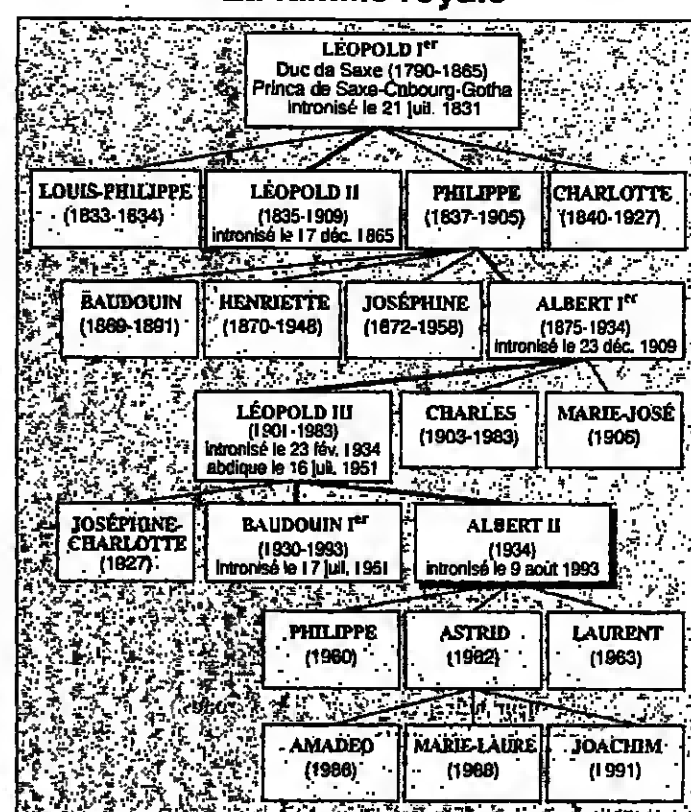 La famille royale
LÉOPOLD Ier
Duc da Saxe (1790-1865)
Princa de Saxe-Cobourg-Gotha
intronisé le 21 juil. 1831
LOUIS-PHILIPPE
(1833-1834)
LÉOPOLD II
(1835-1909)
intronisé le 17 déc. 1865
PHILIPPE
(1837-1905)
CHARLOTTE
(1840-1927)
BAUDOUIN
(1869-1891)
HENRIETTE
(1870-1948)
JOSÉPHINE
(1872-1958)
ALBERT Ier
(1875-1934)
intronisé le 23 déc. 1909
LÉOPOLD III
(1901-1983)
intronisé le 23 fév. 1934
abdique le 16 juil. 1951
CHARLES
(1903-1983)
MARIE-JOSÉ
(1906)
JOSÉPHINE-
CHARLOTTE
(1927)
BAUDOUIN Ier
(1930-1993)
intronisé le 17 juil. 1951
ALBERT II
(1934)
intronisé le 9 août 1993
PHILIPPE
(1960)
ASTRID
(1962)
LAURENT
(1963)
AMADEO
(1986)
MARIE-LAURE
(1988)
JOACHIM
(1991)